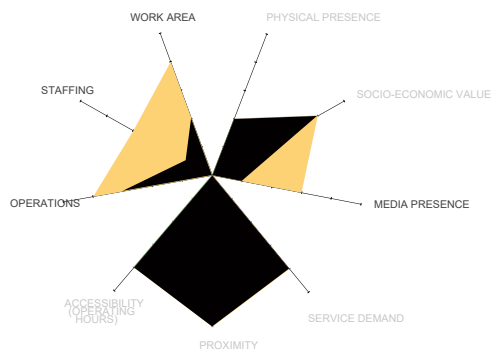 WORK AREA
PHYSICAL PRESENCE
STAFFING
SOCIO-ECONOMIC VALUE
OPERATIONS
MEDIA PRESENCE
ACCESSIBILITY
(OPERATING
HOURS)
SERVICE DEMAND
PROXIMITY